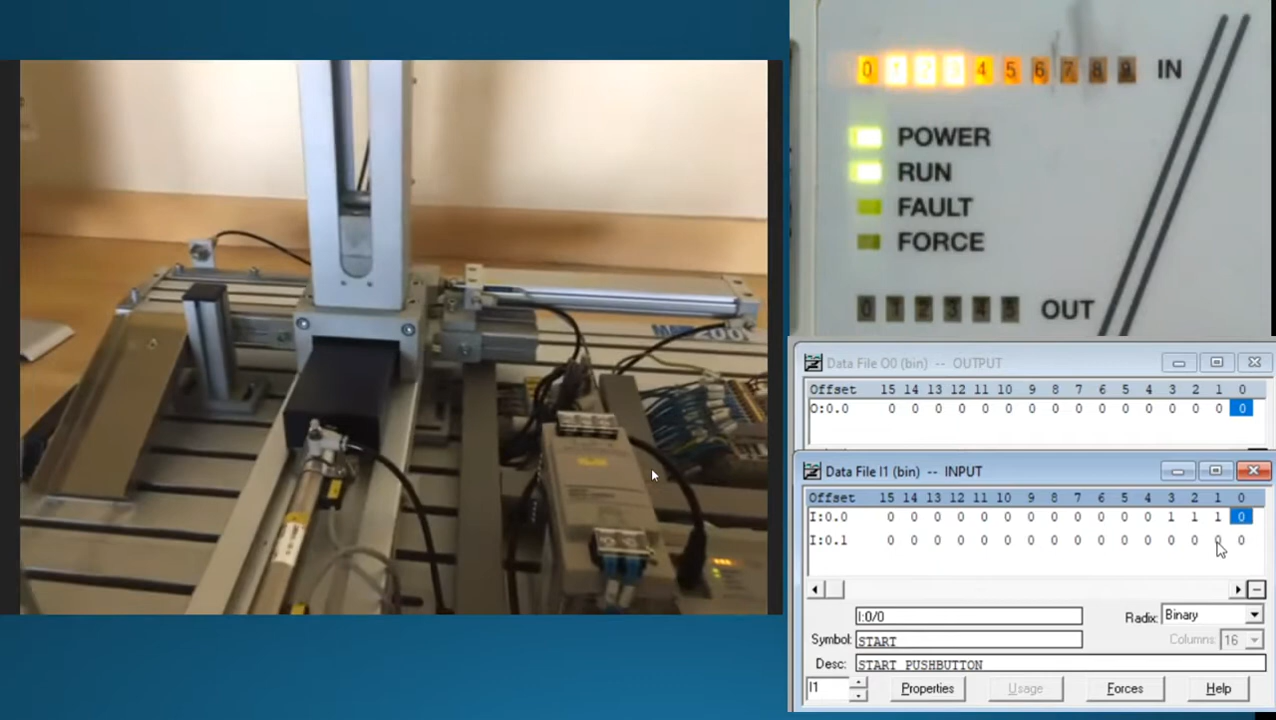 0 1 2 3 4 5 6 7 8 9 IN
POWER
RUN
FAULT
FORCE
0 1 2 3 4 5 OUT
Data File O0 (bin) -- OUTPUT
Offset 15 14 13 12 11 10 9 8 7 6 5 4 3 2 1 0
O:0.0 0 0 0 0 0 0 0 0 0 0 0 0 0 0 0 0
Data File I1 (bin) -- INPUT
Offset 15 14 13 12 11 10 9 8 7 6 5 4 3 2 1 0
I:0.0 0 0 0 0 0 0 0 0 0 0 0 0 1 1 1 0
I:0.1 0 0 0 0 0 0 0 0 0 0 0 0 0 0 0 0
I:0/0 Radix: Binary
Symbol: START Columns: 16
Desc: START PUSHBUTTON
I1 Properties Usage Forces Help